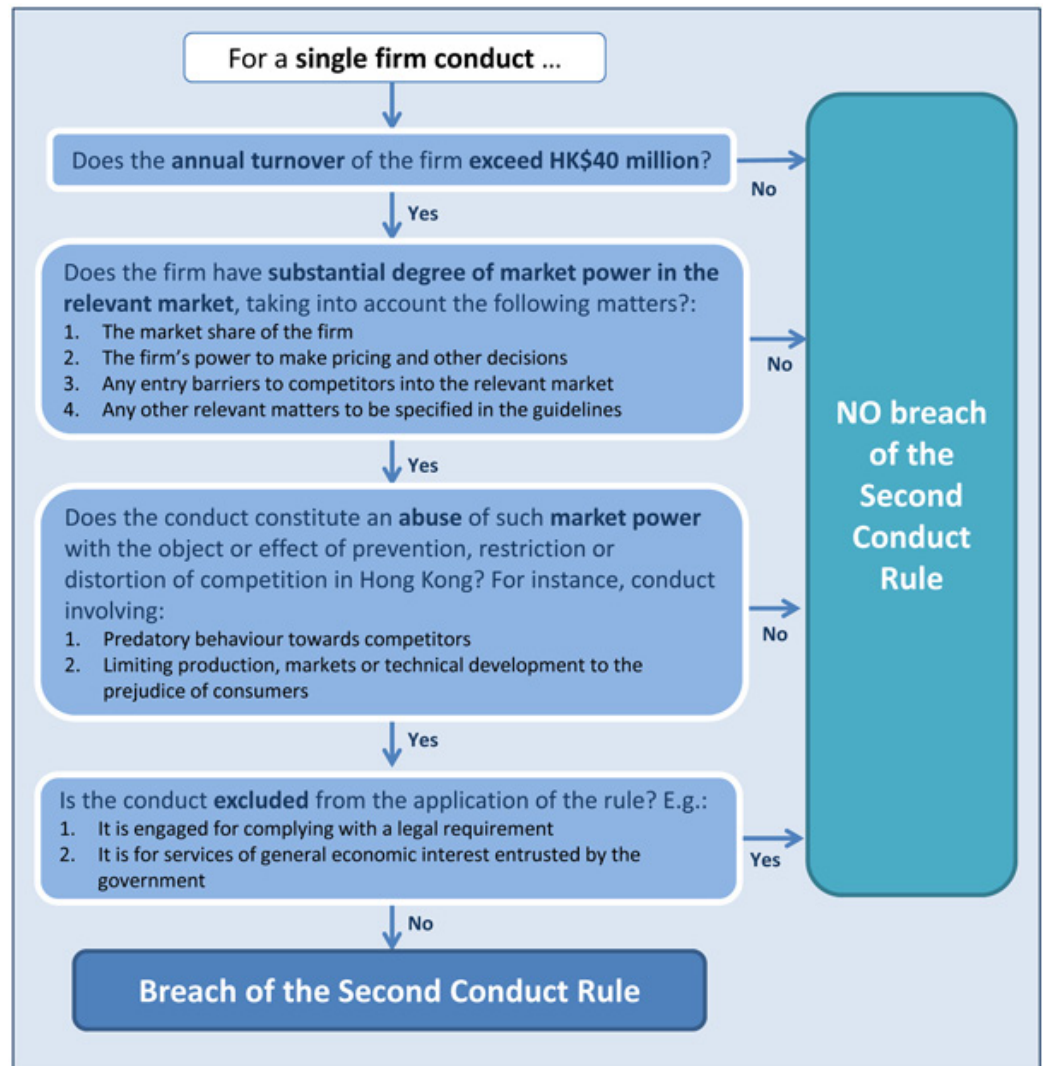 For a single firm conduct ...
Does the annual turnover of the firm exceed HK$40 million?
No
Yes
Does the firm have substantial degree of market power in the
relevant market, taking into account the following matters?:
1. The market share of the firm
2. The firm's power to make pricing and other decisions
3. Any entry barriers to competitors into the relevant market
4. Any other relevant matters to be specified in the guidelines
No
Yes
Does the conduct constitute an abuse of such market power
with the object or effect of prevention, restriction or
distortion of competition in Hong Kong? For instance, conduct
involving:
1. Predatory behaviour towards competitors
2. Limiting production, markets or technical development to the
prejudice of consumers
No
Yes
Is the conduct excluded from the application of the rule? E.g.:
1. It is engaged for complying with a legal requirement
2. It is for services of general economic interest entrusted by the
government
Yes
No
Breach of the Second Conduct Rule
NO breach
of the
Second
Conduct
Rule